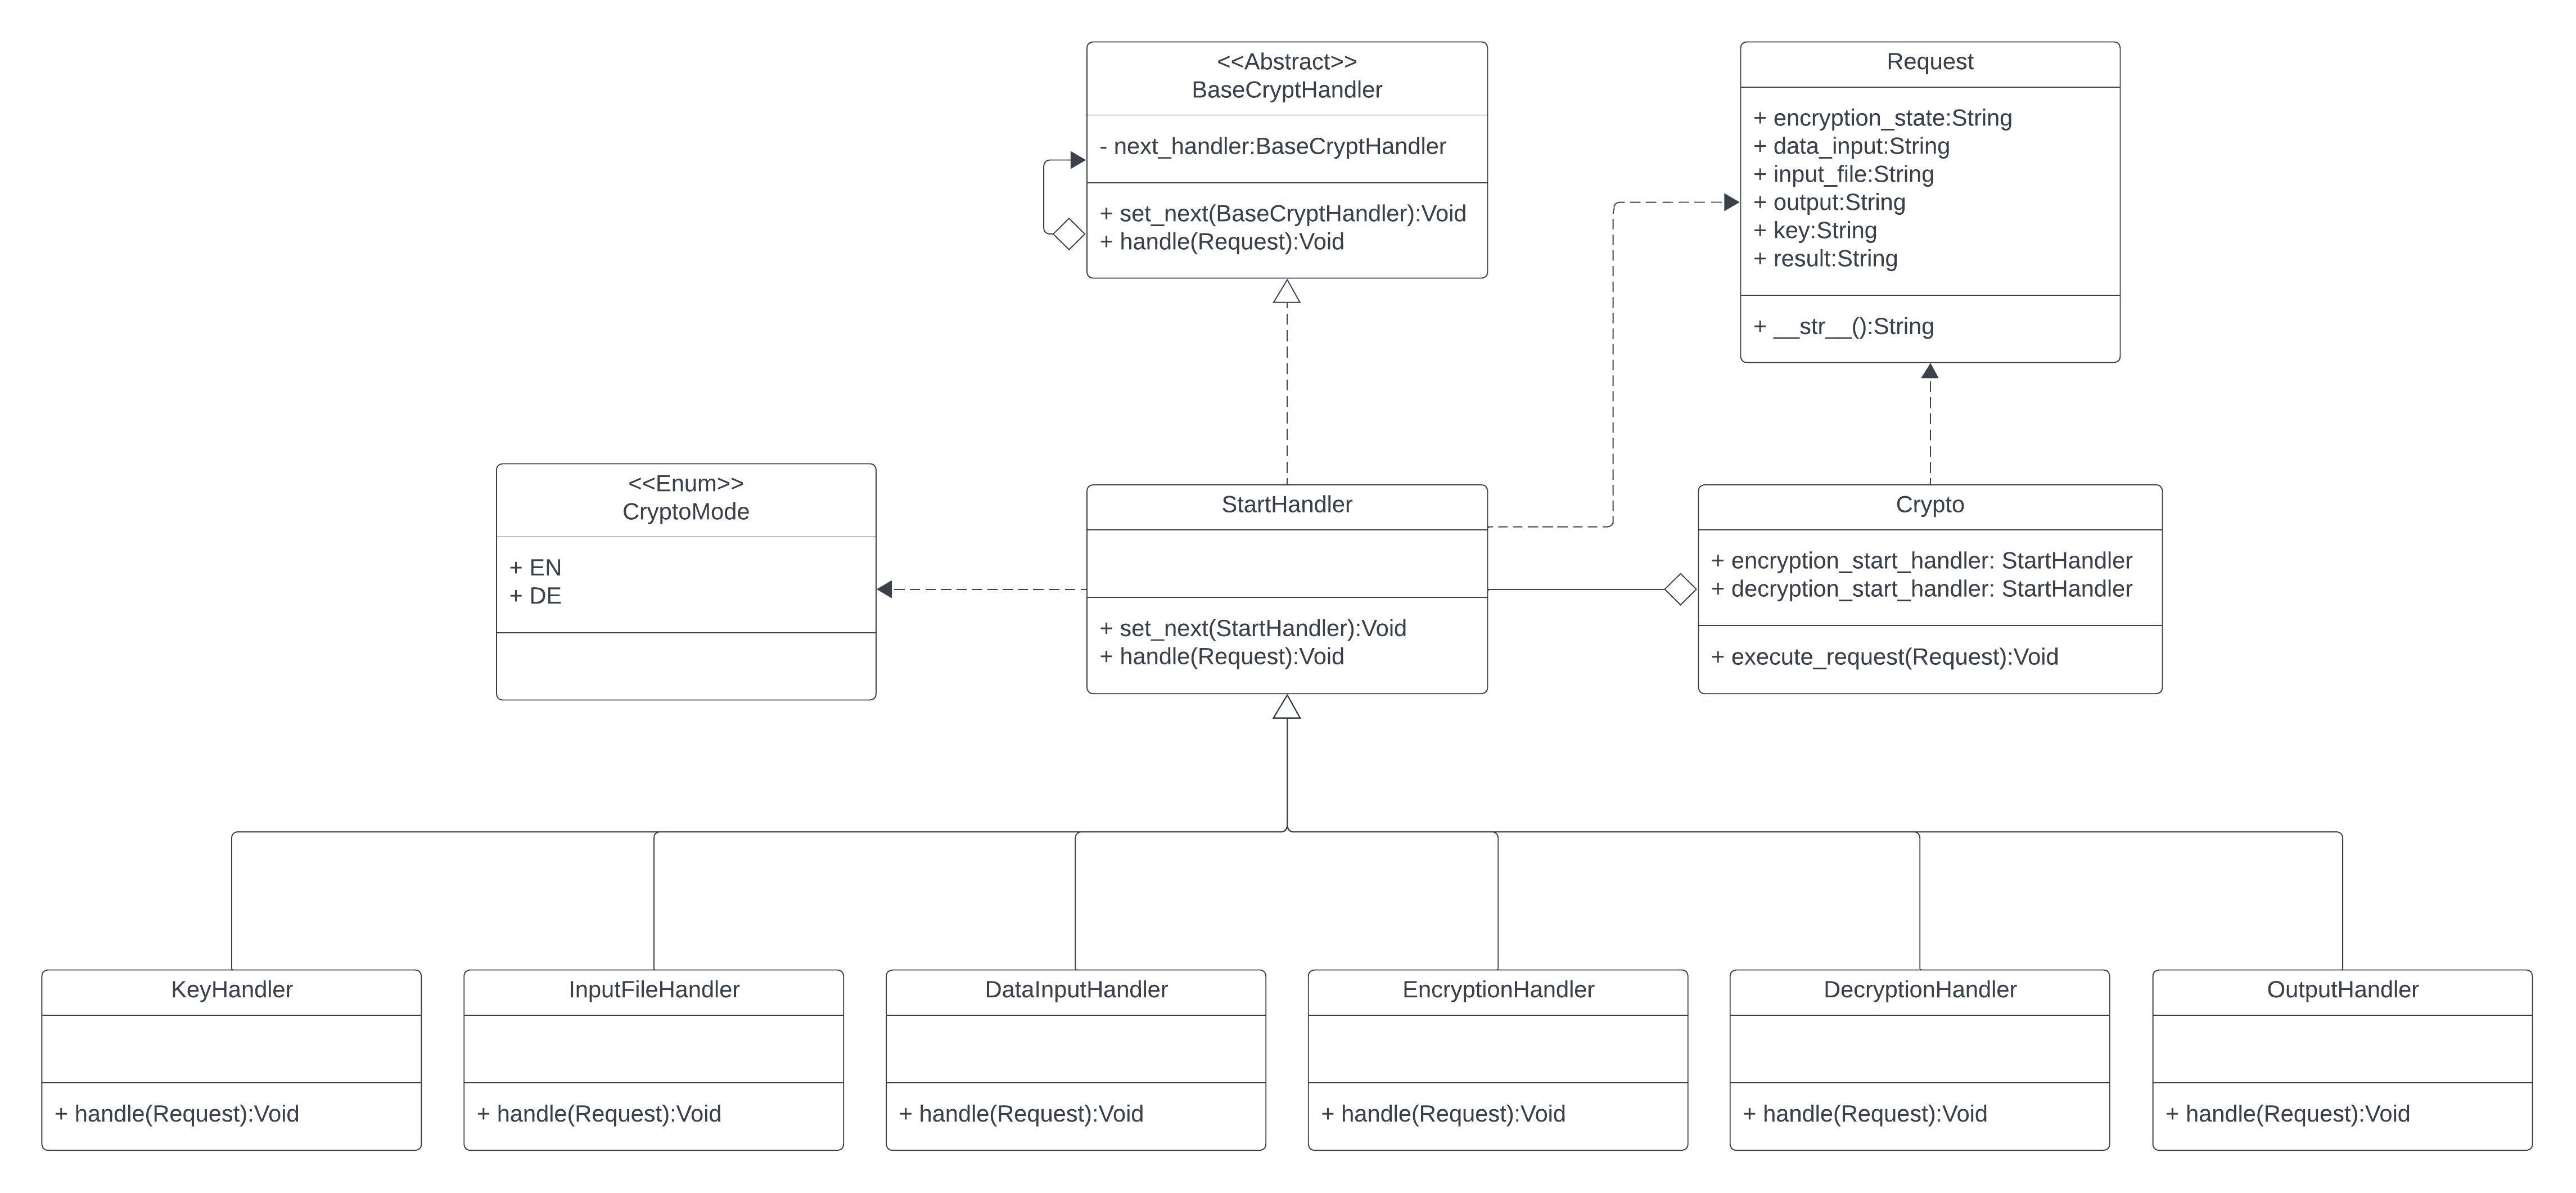 <<Abstract>>
BaseCryptHandler
- next_handler:BaseCryptHandler
+ set_next(BaseCryptHandler):Void
+ handle(Request):Void
Request
+ encryption_state:String
+ data_input:String
+ input_file:String
+ output:String
+ key:String
+ result:String
+ __str__():String
<<Enum>>
CryptoMode
+ EN
+ DE
StartHandler
+ set_next(StartHandler):Void
+ handle(Request):Void
Crypto
+ encryption_start_handler: StartHandler
+ decryption_start_handler: StartHandler
+ execute_request(Request):Void
KeyHandler
+ handle(Request):Void
InputFileHandler
+ handle(Request):Void
DataInputHandler
+ handle(Request):Void
EncryptionHandler
+ handle(Request):Void
DecryptionHandler
+ handle(Request):Void
OutputHandler
+ handle(Request):Void